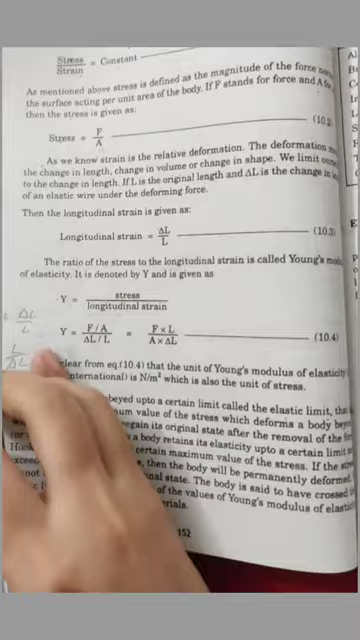 Stress
Strain = Constant
As mentioned above stress is defined as the magnitude of the force
the surface acting per unit area of the body. If F stands for force and A for
then the stress is given as:
Stress = F
A
(10.2
As we know strain is the relative deformation. The deformation
the change in length, change in volume or change in shape. We limit
to the change in length. If L is the original length and ΔL is the change in
of an elastic wire under the deforming force.
Then the longitudinal strain is given as:
Longitudinal strain = ΔL
L
(10.3)
The ratio of the stress to the longitudinal strain is called Young's
of elasticity. It is denoted by Y and is given as
Y = stress
longitudinal strain
ΔL
L
Y = F / A
ΔL / L = F × L
A × ΔL (10.4)
L
ΔL
clear from eq.(10.4) that the unit of Young's modulus of elasticity
international) is N/m² which is also the unit of stress.
obeyed upto a certain limit called the elastic limit,
value of the stress which deforms a body
regain its original state after the removal of the
a body retains its elasticity upto a certain limit
certain maximum value of the stress. If the
then the body will be permanently deformed
state. The body is said to have crossed
of the values of Young's modulus of
152